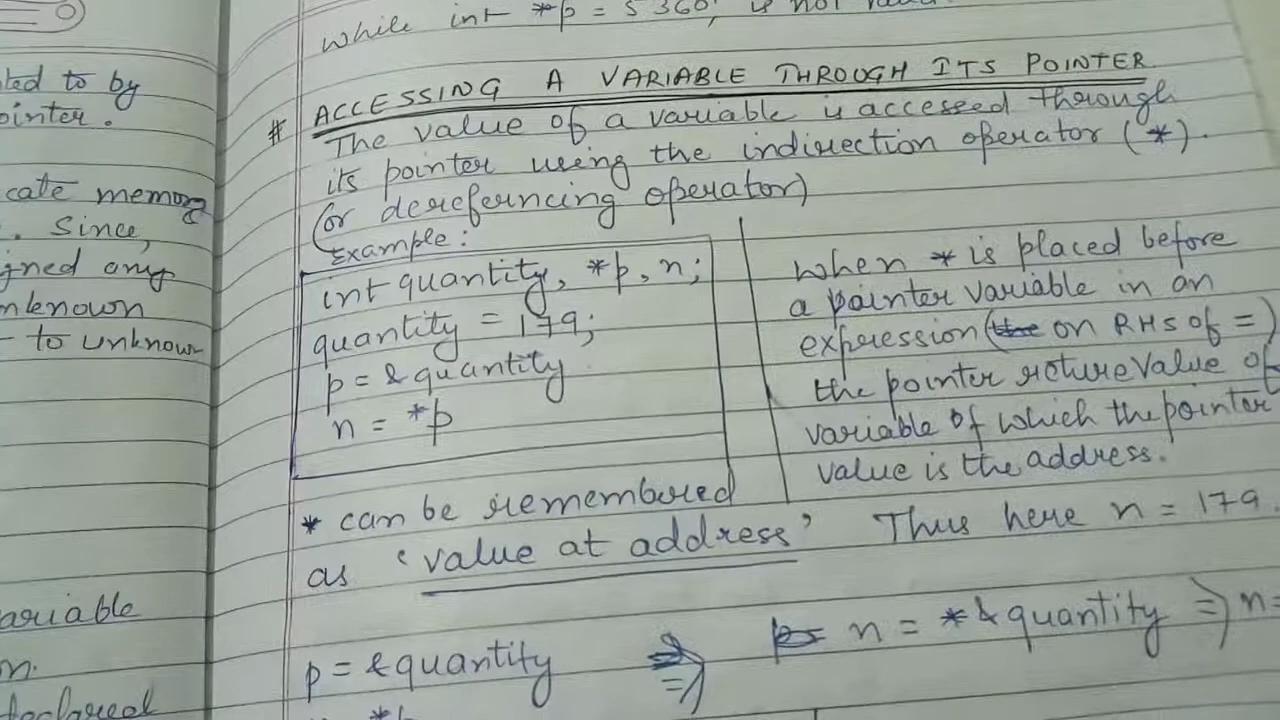 ted to by
ointer.
cate memory
. Since,
gned any
nknown
to unknown
ariable
n.
declared
while int *p = 5360, is not
# ACCESSING A VARIABLE THROUGH ITS POINTER
The value of a variable is accessed through
its pointer using the indirection operator (*).
(or dereferncing operator)
Example:
int quantity, *p, n;
quantity = 179;
p = & quantity
n = *p
when * is placed before
a pointer variable in an
expression ( on RHS of =)
the pointer returevalue of
variable of which the pointer
value is the address.
* can be remembured
as 'value at address' Thus here n = 179.
p = & quantity => n = *& quantity => n=